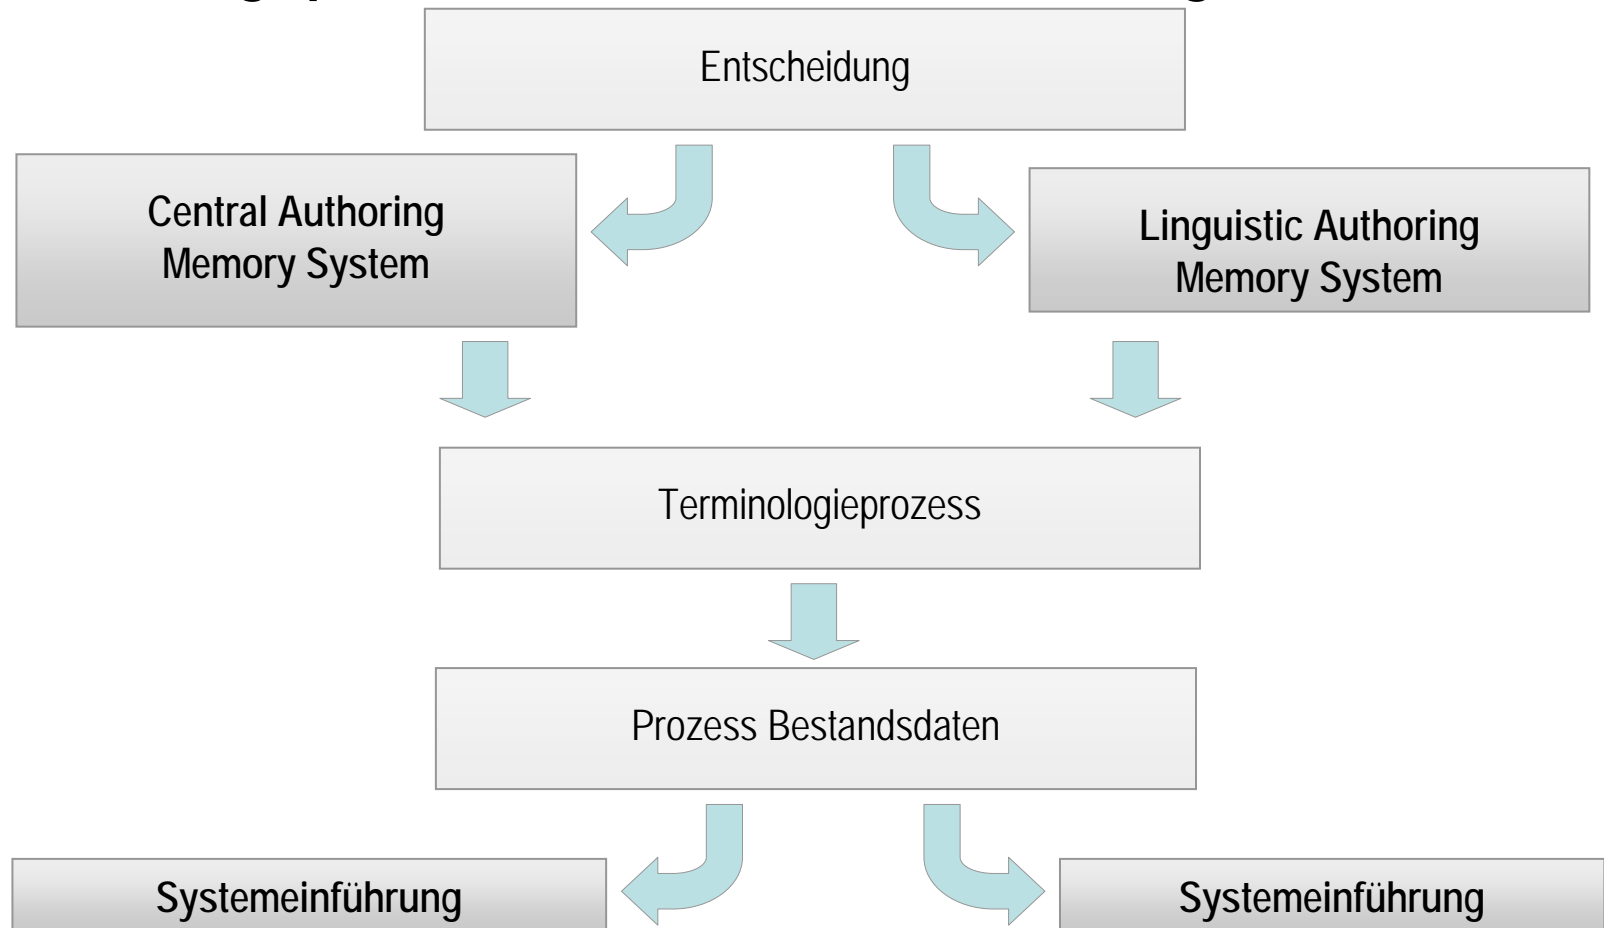 Entscheidung
Central Authoring
Memory System
Linguistic Authoring
Memory System
Terminologieprozess
Prozess Bestandsdaten
Systemeinführung
Systemeinführung